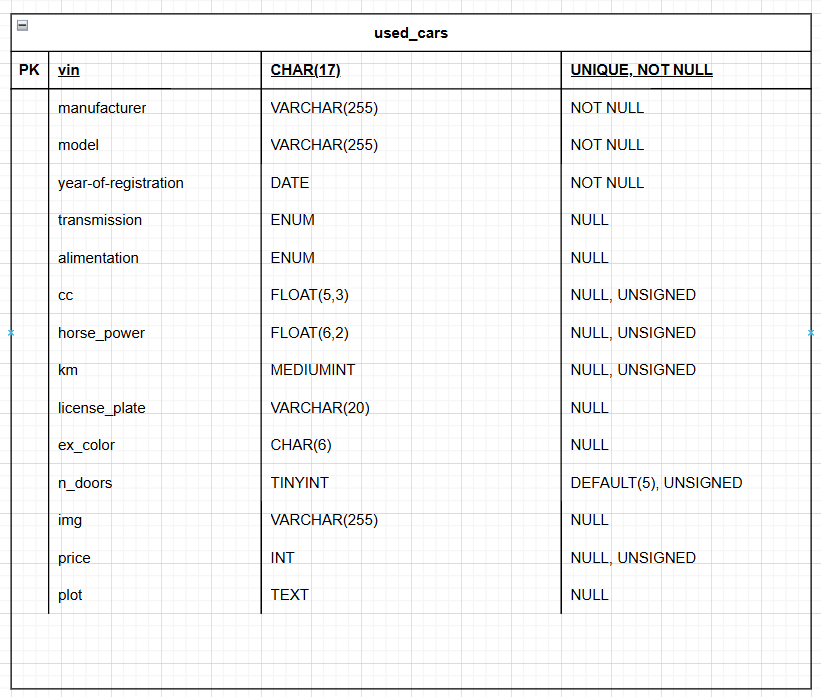 used_cars
PK vin CHAR(17) UNIQUE, NOT NULL
manufacturer VARCHAR(255) NOT NULL
model VARCHAR(255) NOT NULL
year-of-registration DATE NOT NULL
transmission ENUM NULL
alimentation ENUM NULL
cc FLOAT(5,3) NULL, UNSIGNED
horse_power FLOAT(6,2) NULL, UNSIGNED
km MEDIUMINT NULL, UNSIGNED
license_plate VARCHAR(20) NULL
ex_color CHAR(6) NULL
n_doors TINYINT DEFAULT(5), UNSIGNED
img VARCHAR(255) NULL
price INT NULL, UNSIGNED
plot TEXT NULL